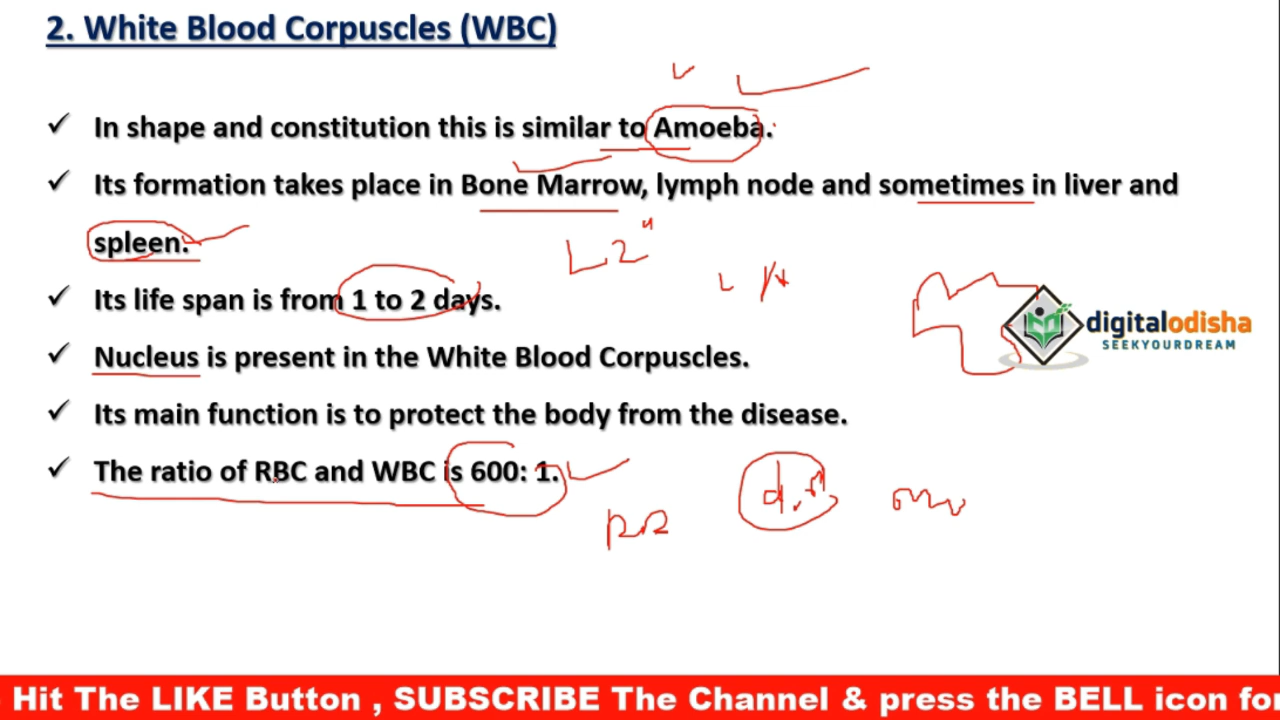 2. White Blood Corpuscles (WBC)
✓ In shape and constitution this is similar to Amoeba.
✓ Its formation takes place in Bone Marrow, lymph node and sometimes in liver and
spleen.
✓ Its life span is from 1 to 2 days.
digitalodisha
SEEKYOURDREAM
✓ Nucleus is present in the White Blood Corpuscles.
✓ Its main function is to protect the body from the disease.
✓ The ratio of RBC and WBC is 600: 1.
Hit The LIKE Button , SUBSCRIBE The Channel & press the BELL icon for